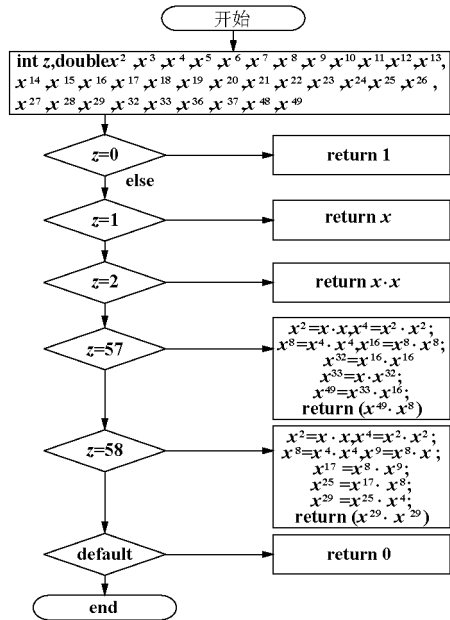 开始
int z,doublex²,x³,x⁴,x⁵,x⁶,x⁷,x⁸,x⁹,x¹⁰,x¹¹,x¹²,x¹³,
x¹⁴,x¹⁵,x¹⁶,x¹⁷,x¹⁸,x¹⁹,x²⁰,x²¹,x²²,x²³,x²⁴,x²⁵,x²⁶,
x²⁷,x²⁸,x²⁹,x³²,x³³,x³⁶,x³⁷,x⁴⁸,x⁴⁹
z=0
return 1
else
z=1
return x
z=2
return x·x
z=57
x²=x·x,x⁴=x²·x²;
x⁸=x⁴·x⁴,x¹⁶=x⁸·x⁸;
x³²=x¹⁶·x¹⁶
x³³=x·x³²;
x⁴⁹=x³³·x¹⁶;
return (x⁴⁹·x⁸)
z=58
x²=x·x,x⁴=x²·x²;
x⁸=x⁴·x⁴,x⁹=x⁸·x;
x¹⁷=x⁸·x⁹;
x²⁵=x¹⁷·x⁸;
x²⁹=x²⁵·x⁴;
return (x²⁹·x²⁹)
default
return 0
end